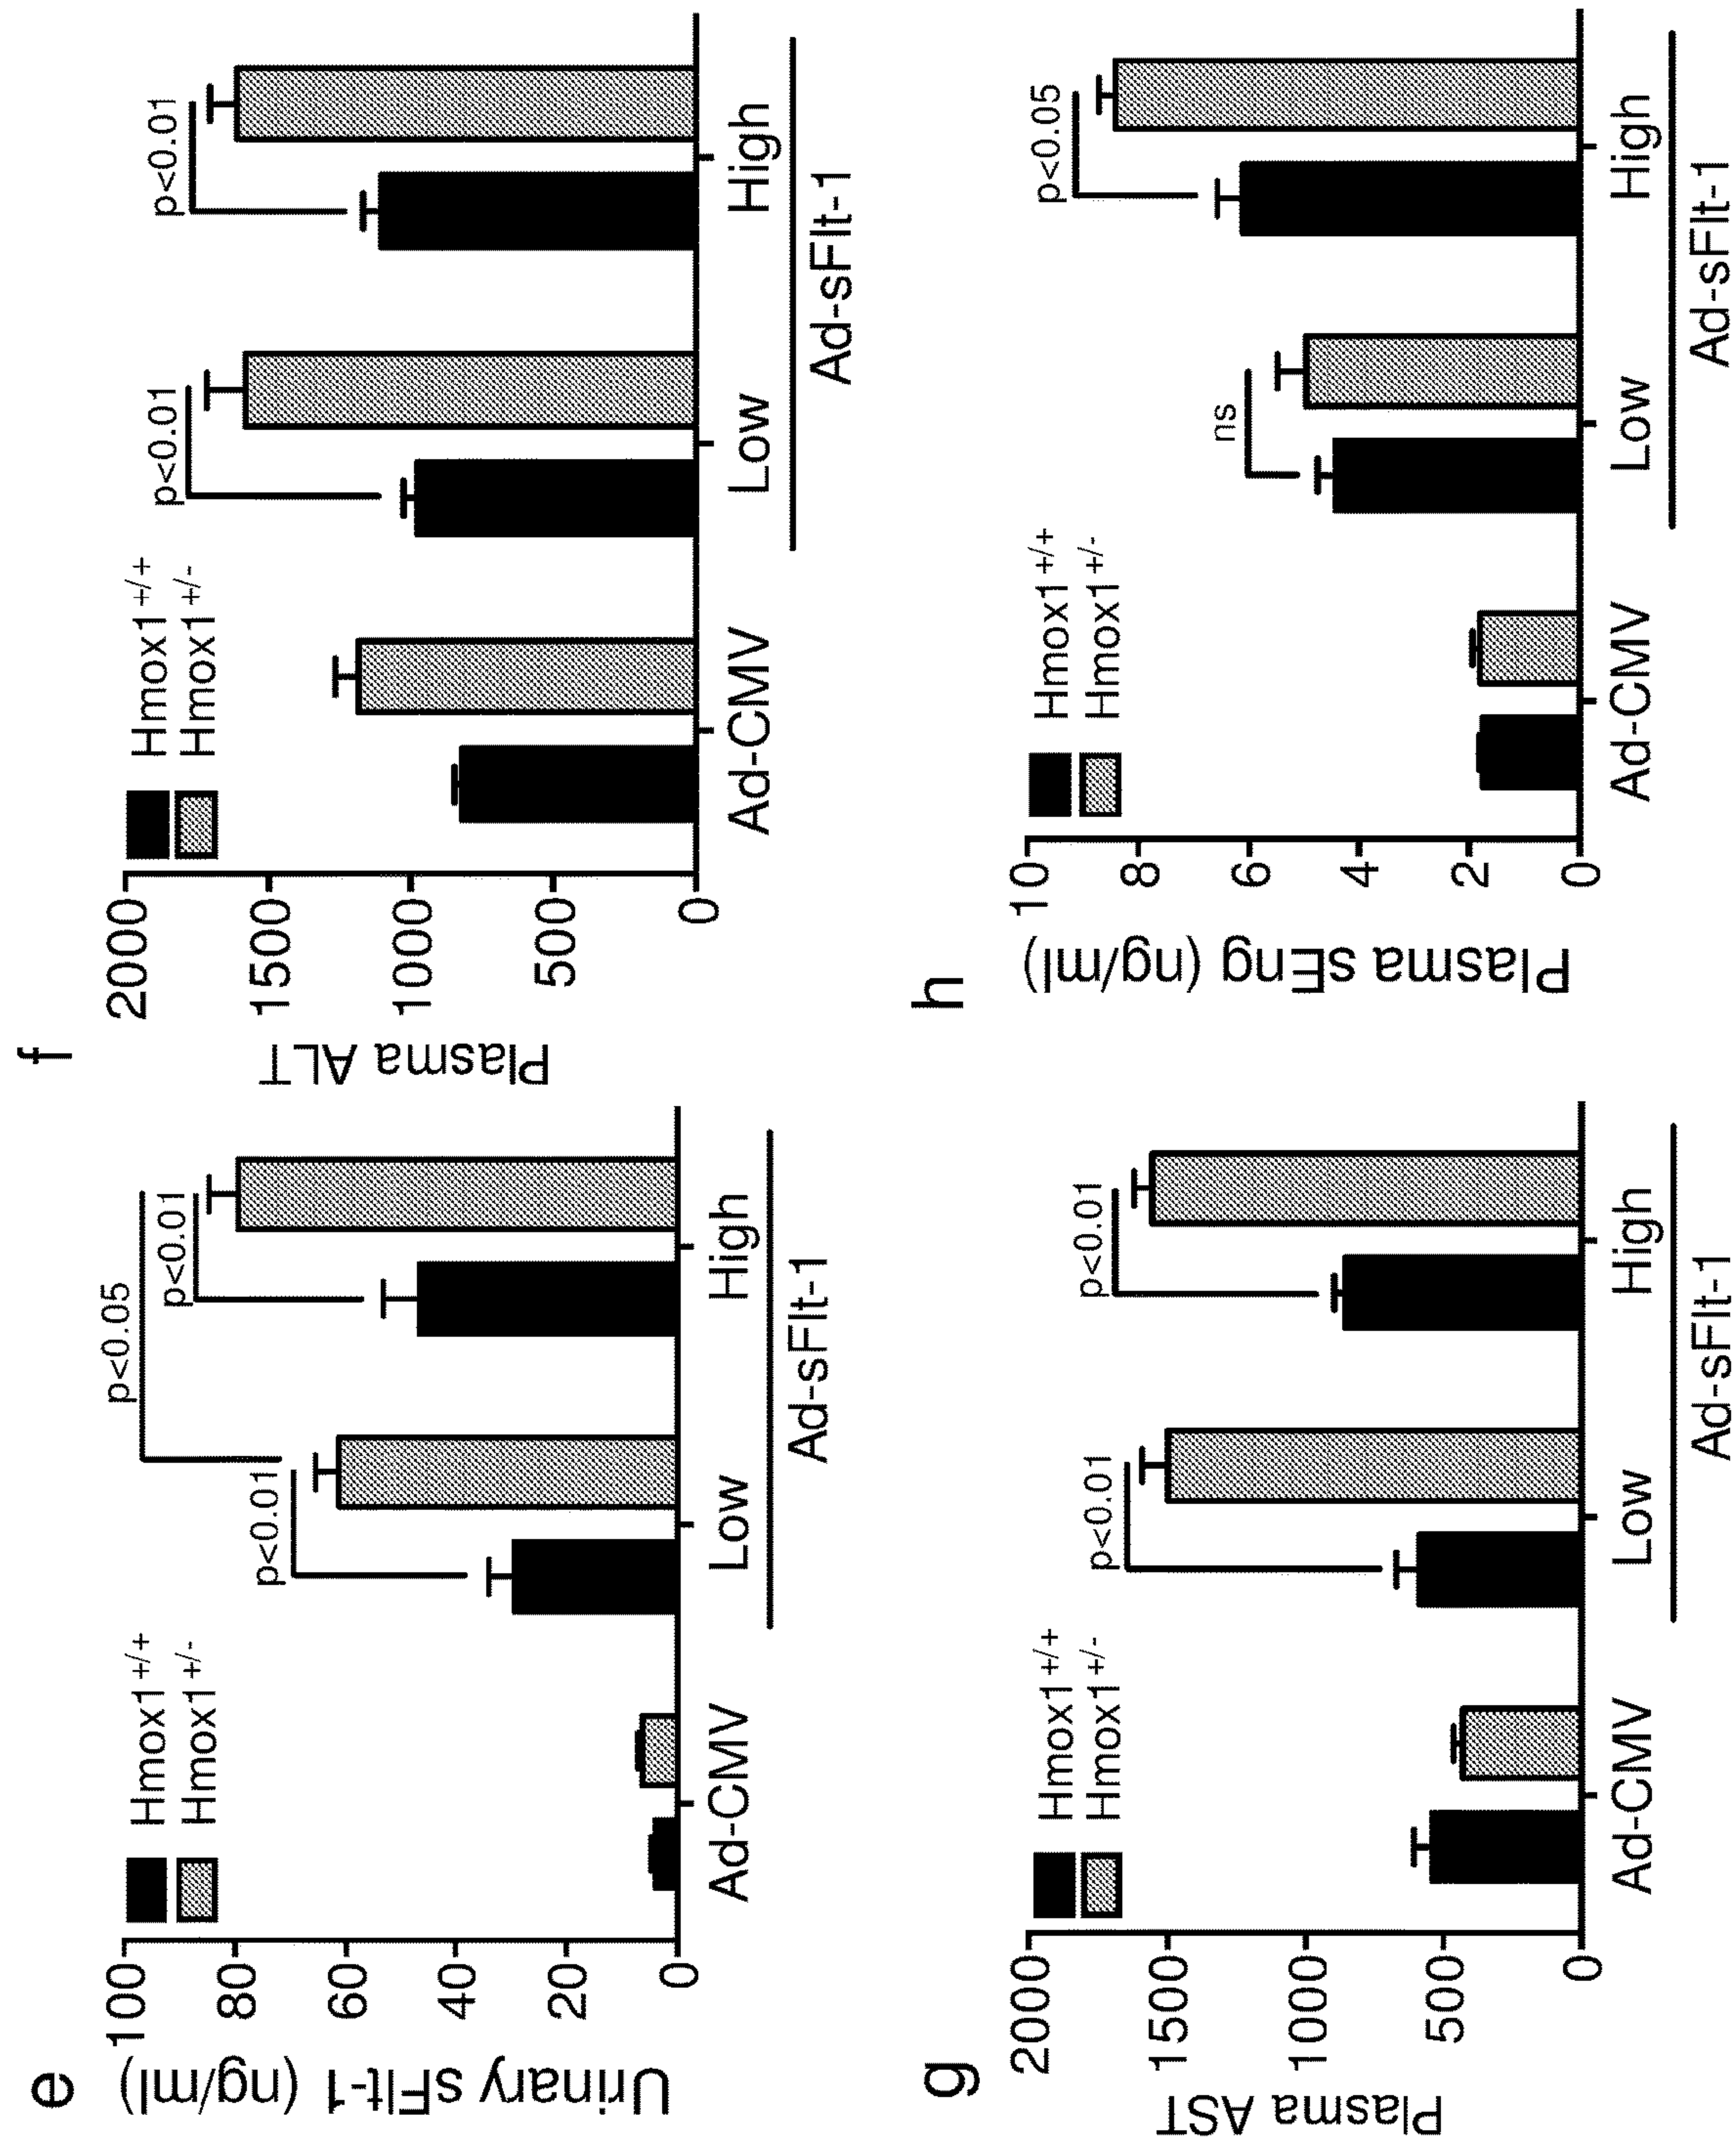 e
Urinary sFlt-1 (ng/ml)
100
80
60
40
20
0
Hmox1+/+
Hmox1+/-
p<0.05
p<0.01
p<0.01
Ad-CMV
Low
High
Ad-sFlt-1
f
Plasma ALT
2000
1500
1000
500
0
Hmox1+/+
Hmox1+/-
p<0.01
p<0.01
Ad-CMV
Low
High
Ad-sFlt-1
g
Plasma AST
2000
1500
1000
500
0
Hmox1+/+
Hmox1+/-
p<0.01
p<0.01
Ad-CMV
Low
High
Ad-sFlt-1
h
Plasma sEng (ng/ml)
10
8
6
4
2
0
Hmox1+/+
Hmox1+/-
ns
p<0.05
Ad-CMV
Low
High
Ad-sFlt-1